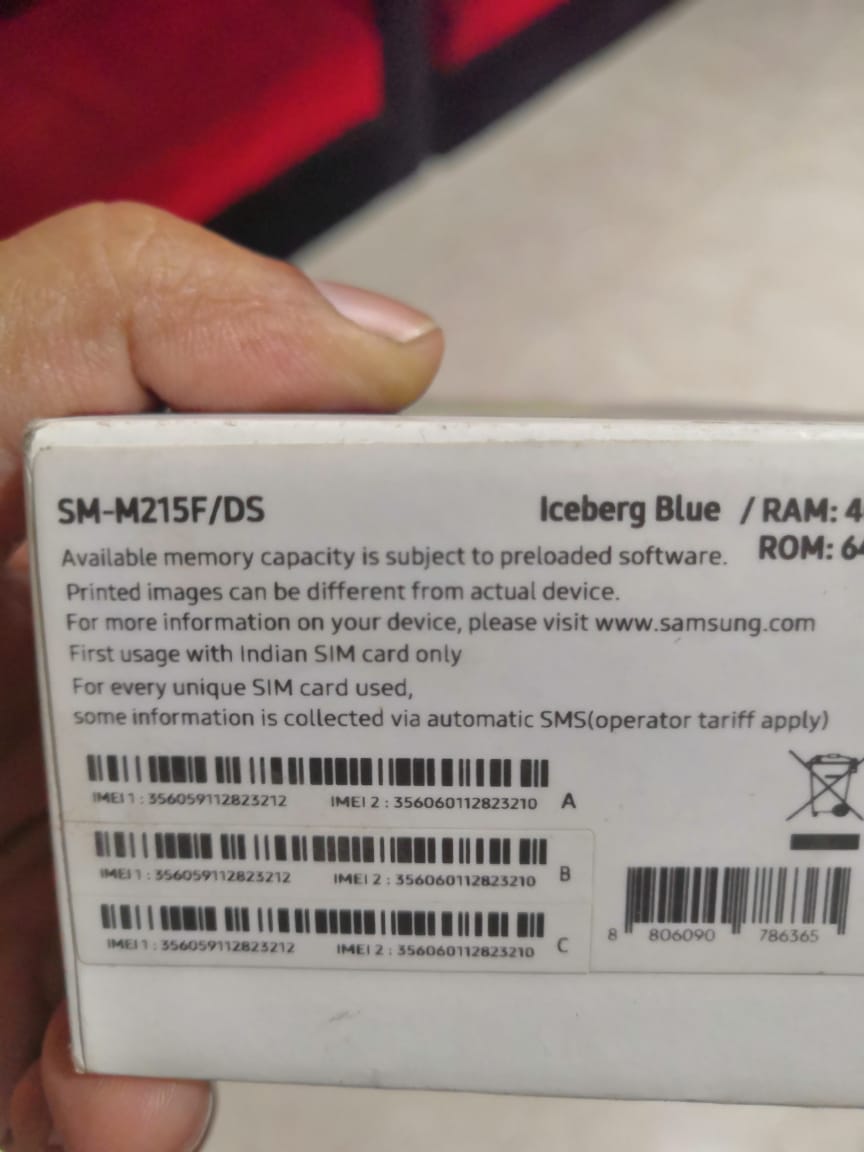 SM-M215F/DS Iceberg Blue / RAM: 4
ROM: 64
Available memory capacity is subject to preloaded software.
Printed images can be different from actual device.
For more information on your device, please visit www.samsung.com
First usage with Indian SIM card only
For every unique SIM card used,
some information is collected via automatic SMS(operator tariff apply)
IMEI 1 : 356059112823212 IMEI 2 : 356060112823210 A
IMEI 1 : 356059112823212 IMEI 2 : 356060112823210 B
IMEI 1 : 356059112823212 IMEI 2 : 356060112823210 C
8 806090 786365